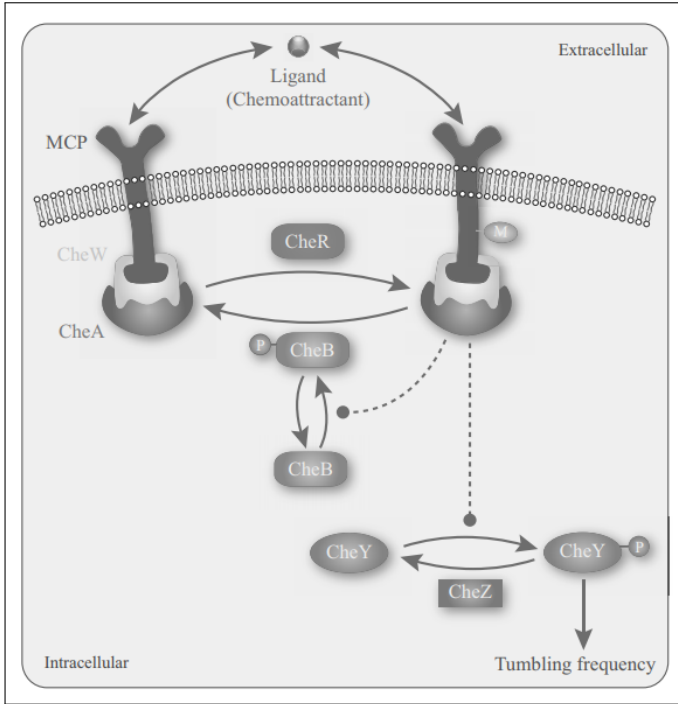 Extracellular
Ligand
(Chemoattractant)
MCP
M
CheR
CheW
CheA
P
CheB
CheB
CheY
CheY
P
CheZ
Intracellular
Tumbling frequency